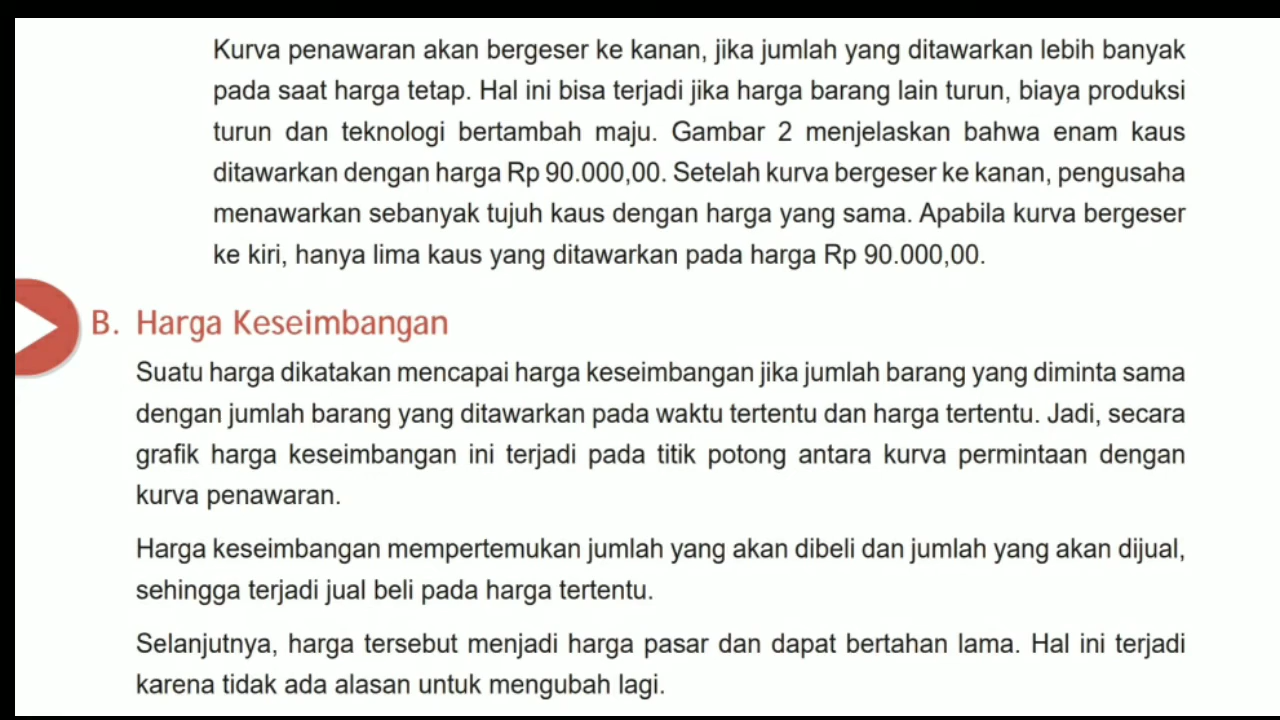 Kurva penawaran akan bergeser ke kanan, jika jumlah yang ditawarkan lebih banyak
pada saat harga tetap. Hal ini bisa terjadi jika harga barang lain turun, biaya produksi
turun dan teknologi bertambah maju. Gambar 2 menjelaskan bahwa enam kaus
ditawarkan dengan harga Rp 90.000,00. Setelah kurva bergeser ke kanan, pengusaha
menawarkan sebanyak tujuh kaus dengan harga yang sama. Apabila kurva bergeser
ke kiri, hanya lima kaus yang ditawarkan pada harga Rp 90.000,00.
B. Harga Keseimbangan
Suatu harga dikatakan mencapai harga keseimbangan jika jumlah barang yang diminta sama
dengan jumlah barang yang ditawarkan pada waktu tertentu dan harga tertentu. Jadi, secara
grafik harga keseimbangan ini terjadi pada titik potong antara kurva permintaan dengan
kurva penawaran.
Harga keseimbangan mempertemukan jumlah yang akan dibeli dan jumlah yang akan dijual,
sehingga terjadi jual beli pada harga tertentu.
Selanjutnya, harga tersebut menjadi harga pasar dan dapat bertahan lama. Hal ini terjadi
karena tidak ada alasan untuk mengubah lagi.